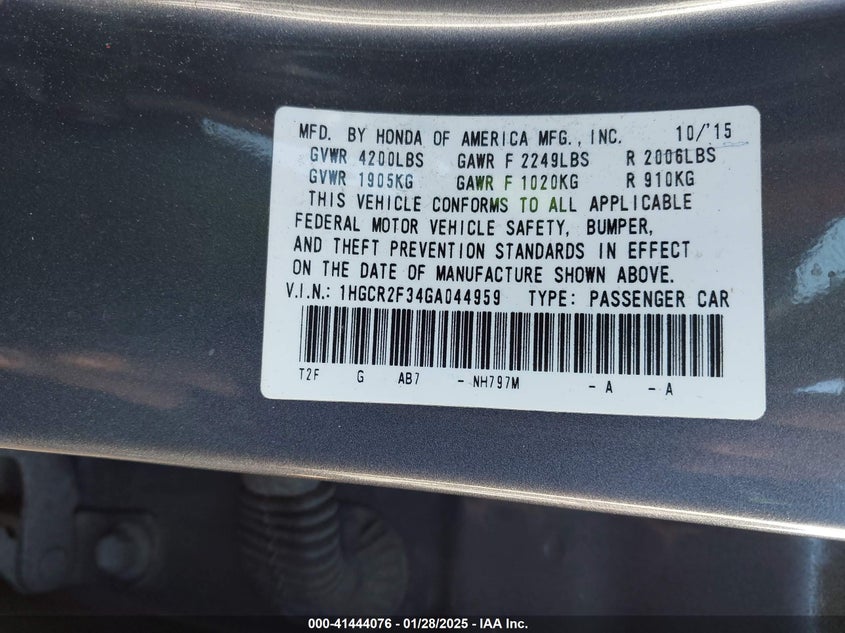 MFD. BY HONDA OF AMERICA MFG., INC. 10/'15
GVWR 4200LBS GAWR F 2249LBS R 2006LBS
GVWR 1905KG GAWR F 1020KG R 910KG
THIS VEHICLE CONFORMS TO ALL APPLICABLE
FEDERAL MOTOR VEHICLE SAFETY, BUMPER,
AND THEFT PREVENTION STANDARDS IN EFFECT
ON THE DATE OF MANUFACTURE SHOWN ABOVE.
V.I.N.: 1HGCR2F34GA044959 TYPE: PASSENGER CAR
T2F G AB7 - NH797M - A - A
000-41444076 - 01/28/2025 - IAA Inc.